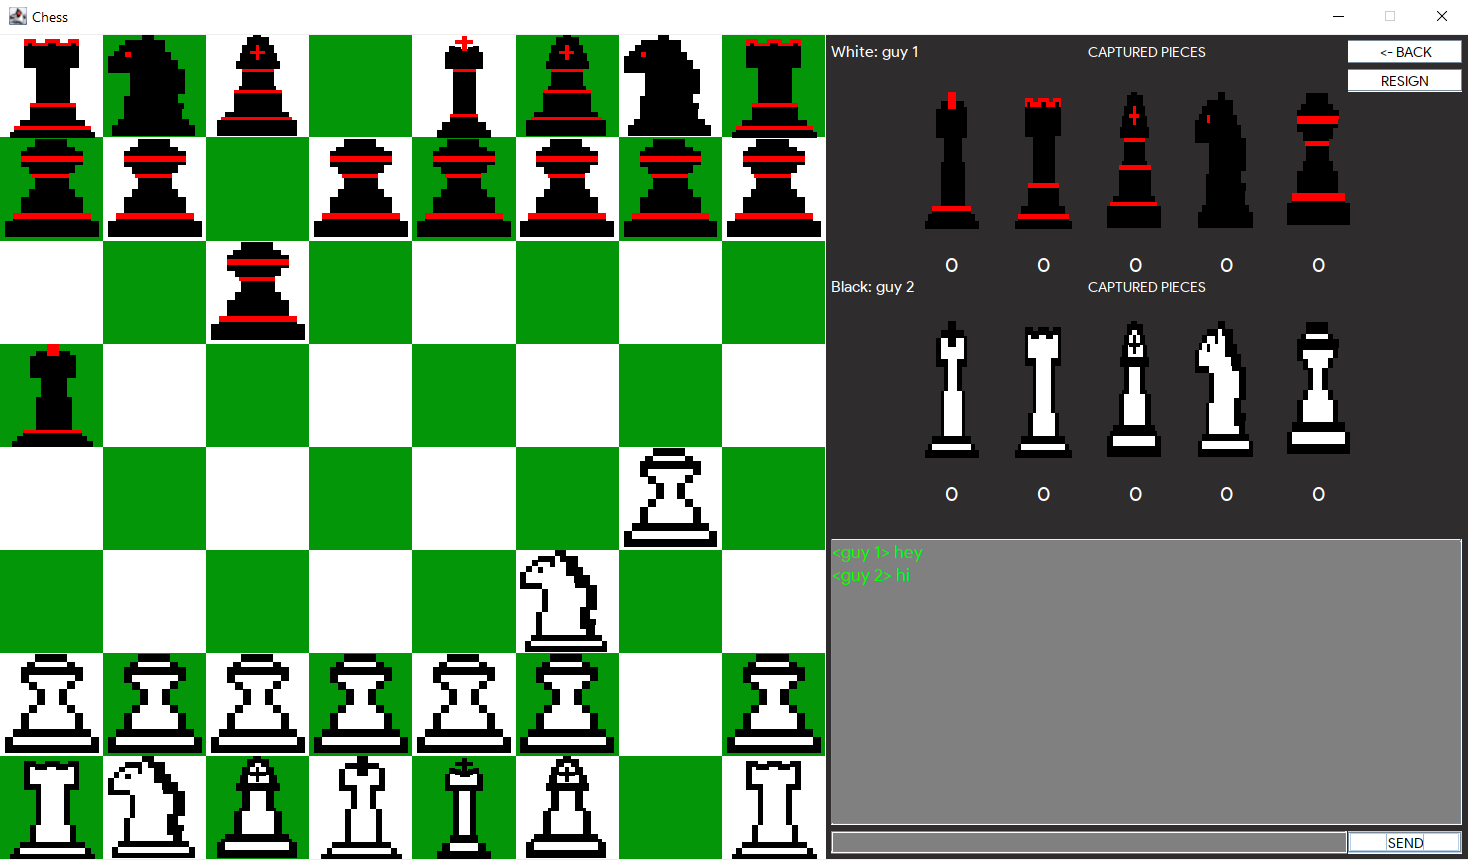 Chess
White: guy 1
CAPTURED PIECES
<- BACK
RESIGN
0 0 0 0 0
Black: guy 2
CAPTURED PIECES
0 0 0 0 0
<guy 1> hey
<guy 2> hi
SEND